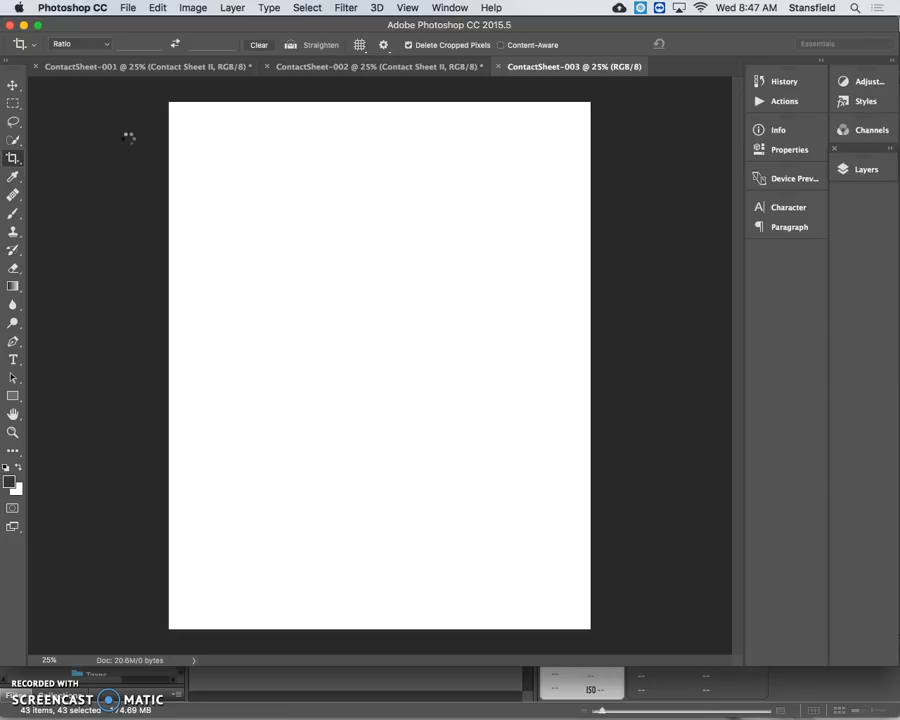 Photoshop CC File Edit Image Layer Type Select Filter 3D View Window Help Wed 8:47 AM Stansfield
Adobe Photoshop CC 2015.5
Ratio Clear Straighten Delete Cropped Pixels Content-Aware Essentials
ContactSheet-001 @ 25% (Contact Sheet II, RGB/8) * ContactSheet-002 @ 25% (Contact Sheet II, RGB/8) * ContactSheet-003 @ 25% (RGB/8)
History Adjust...
Actions Styles
Info Channels
Properties
Layers
Device Prev...
Character
Paragraph
25% Doc: 20.6M/0 bytes
RECORDED WITH
SCREENCAST MATIC
ISO --
43 items, 43 selected